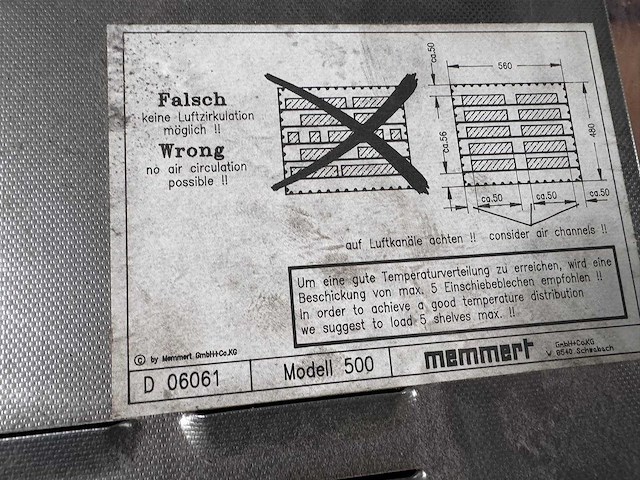 Falsch
keine Luftzirkulation
möglich !!
Wrong
no air circulation
possible !!
ca.50
560
480
ca.56
ca.50
ca.50
ca.50
auf Luftkanäle achten !! consider air channels !!
Um eine gute Temperaturverteilung zu erreichen, wird eine
Beschickung von max. 5 Einschiebeblechen empfohlen !!
In order to achieve a good temperature distribution
we suggest to load 5 shelves max. !!
© by Memmert GmbH+Co.KG
D 06061
Modell 500
memmert
GmbH+Co.KG
W 8540 Schwabach